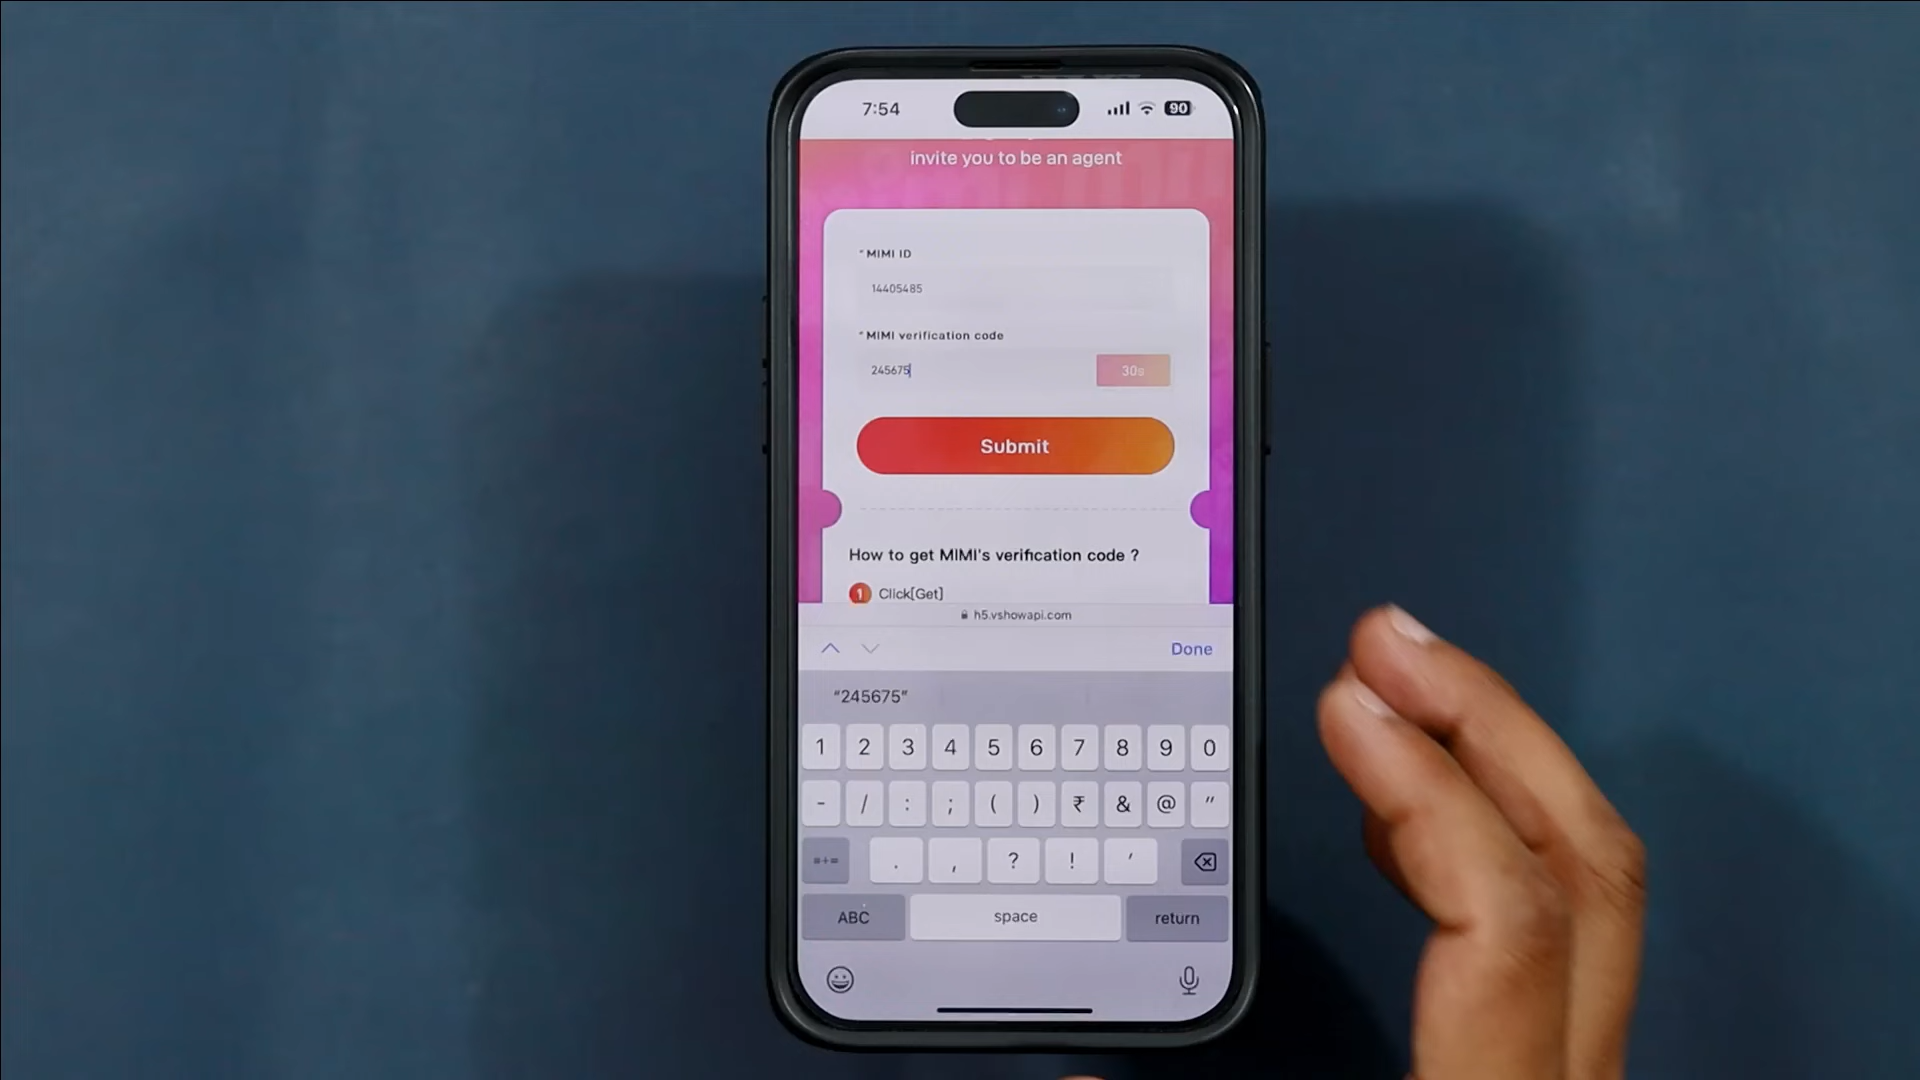 7:54
90
invite you to be an agent
* MIMI ID
14405485
* MIMI verification code
245675
30s
Submit
How to get MIMI's verification code ?
1 Click[Get]
h5.vshowapi.com
Done
"245675"
1 2 3 4 5 6 7 8 9 0
- / : ; ( ) ₹ & @ "
#+= . , ? ! '
ABC space return